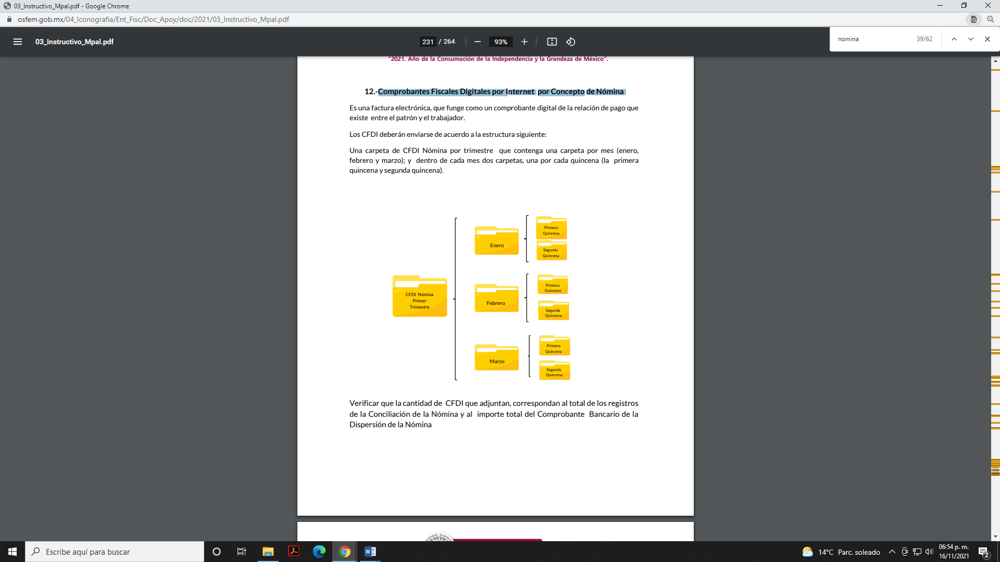 03_Instructivo_Mpal.pdf - Google Chrome
osfem.gob.mx/04_Iconografia/Ent_Fisc/Doc_Apoy/doc/2021/03_Instructivo_Mpal.pdf
03_Instructivo_Mpal.pdf
231 / 264
93%
nomina
39/62
"2021. Año de la Consumación de la Independencia y la Grandeza de México".
12.-Comprobantes Fiscales Digitales por Internet por Concepto de Nómina
Es una factura electrónica, que funge como un comprobante digital de la relación de pago que
existe entre el patrón y el trabajador.
Los CFDI deberán enviarse de acuerdo a la estructura siguiente:
Una carpeta de CFDI Nómina por trimestre que contenga una carpeta por mes (enero,
febrero y marzo); y dentro de cada mes dos carpetas, una por cada quincena (la primera
quincena y segunda quincena).
CFDI Nómina
Primer
Trimestre
Enero
Primera
Quincena
Segunda
Quincena
Febrero
Primera
Quincena
Segunda
Quincena
Marzo
Primera
Quincena
Segunda
Quincena
Verificar que la cantidad de CFDI que adjuntan, correspondan al total de los registros
de la Conciliación de la Nómina y al importe total del Comprobante Bancario de la
Dispersión de la Nómina
Escribe aquí para buscar
14°C Parc. soleado
06:54 p. m.
16/11/2021
2